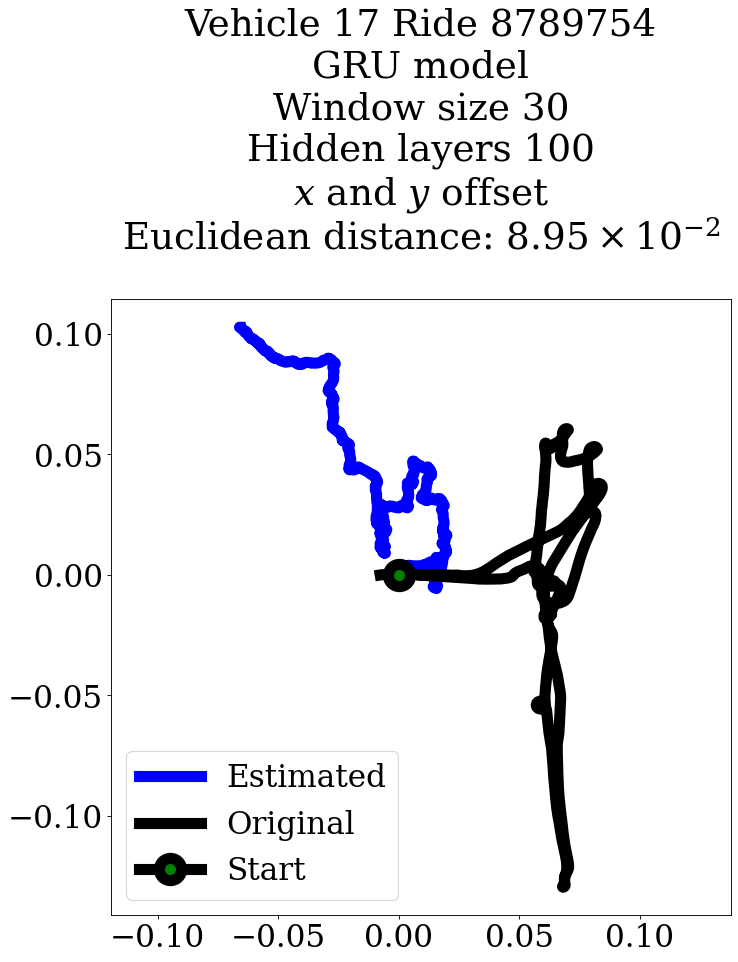 Vehicle 17 Ride 8789754
GRU model
Window size 30
Hidden layers 100
x and y offset
Euclidean distance: 8.95 × 10⁻²
0.10
0.05
0.00
−0.05
−0.10
Estimated
Original
Start
−0.10 −0.05 0.00 0.05 0.10